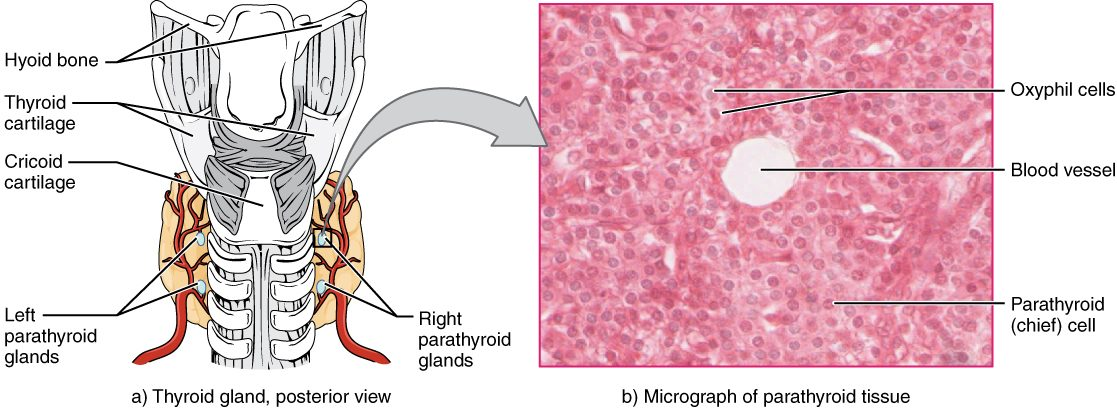 Hyoid bone
Thyroid
cartilage
Cricoid
cartilage
Left
parathyroid
glands
Right
parathyroid
glands
a) Thyroid gland, posterior view
Oxyphil cells
Blood vessel
Parathyroid
(chief) cell
b) Micrograph of parathyroid tissue